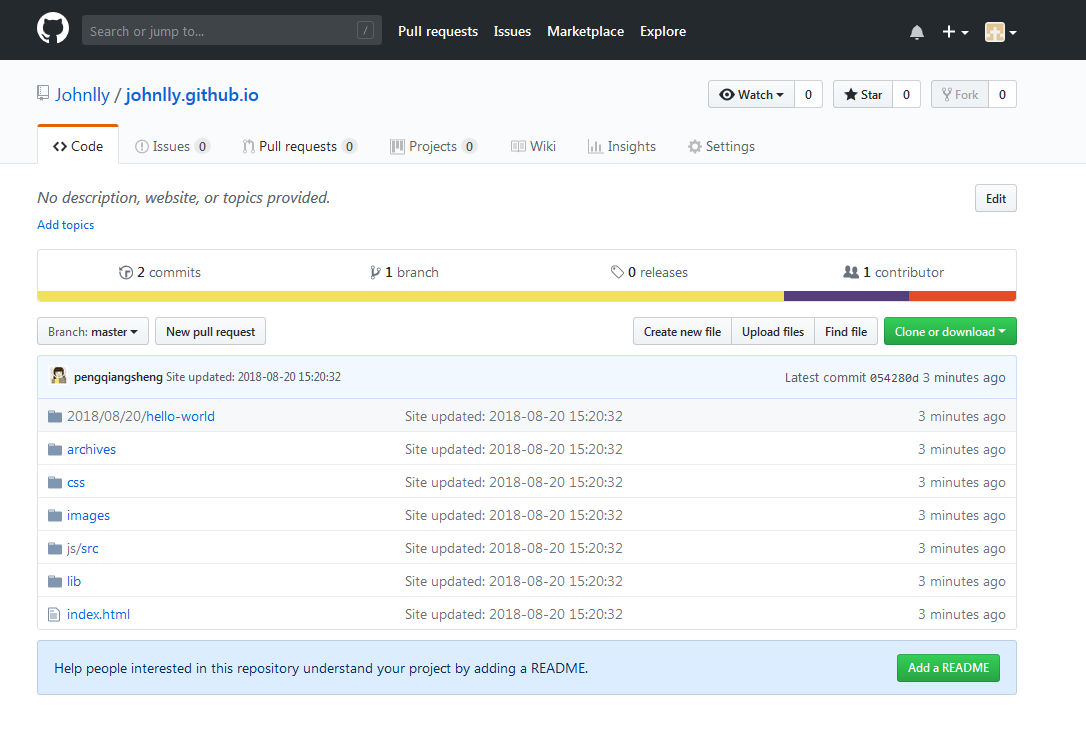 Search or jump to... / Pull requests Issues Marketplace Explore
Johnlly / johnlly.github.io Watch 0 Star 0 Fork 0
Code Issues 0 Pull requests 0 Projects 0 Wiki Insights Settings
No description, website, or topics provided. Edit
Add topics
2 commits 1 branch 0 releases 1 contributor
Branch: master New pull request Create new file Upload files Find file Clone or download
pengqiangsheng Site updated: 2018-08-20 15:20:32 Latest commit 054280d 3 minutes ago
2018/08/20/hello-world Site updated: 2018-08-20 15:20:32 3 minutes ago
archives Site updated: 2018-08-20 15:20:32 3 minutes ago
css Site updated: 2018-08-20 15:20:32 3 minutes ago
images Site updated: 2018-08-20 15:20:32 3 minutes ago
js/src Site updated: 2018-08-20 15:20:32 3 minutes ago
lib Site updated: 2018-08-20 15:20:32 3 minutes ago
index.html Site updated: 2018-08-20 15:20:32 3 minutes ago
Help people interested in this repository understand your project by adding a README. Add a README